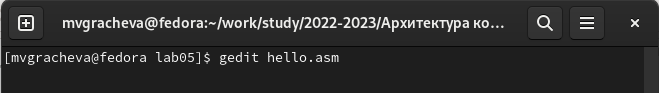 mvgracheva@fedora:~/work/study/2022-2023/Архитектура ко...
[mvgracheva@fedora lab05]$ gedit hello.asm